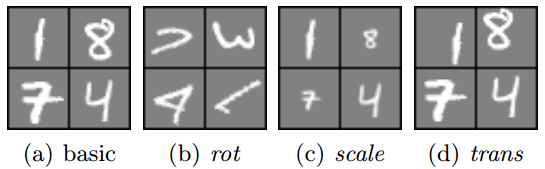 1 8 1 8 1 8
7 4 7 4 7 4
(a) basic (b) rot (c) scale (d) trans